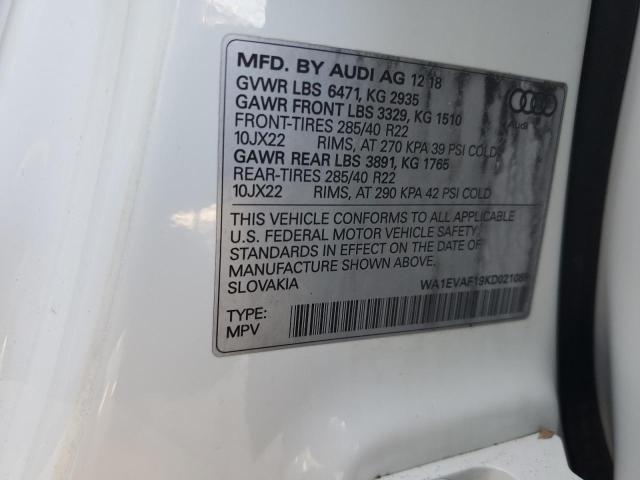 MFD. BY AUDI AG 12 18
GVWR LBS 6471, KG 2935
GAWR FRONT LBS 3329, KG 1510
FRONT-TIRES 285/40 R22
10JX22 RIMS, AT 270 KPA 39 PSI COLD
GAWR REAR LBS 3891, KG 1765
REAR-TIRES 285/40 R22
10JX22 RIMS, AT 290 KPA 42 PSI COLD
Audi
THIS VEHICLE CONFORMS TO ALL APPLICABLE
U.S. FEDERAL MOTOR VEHICLE SAFETY
STANDARDS IN EFFECT ON THE DATE OF
MANUFACTURE SHOWN ABOVE.
SLOVAKIA
TYPE:
MPV